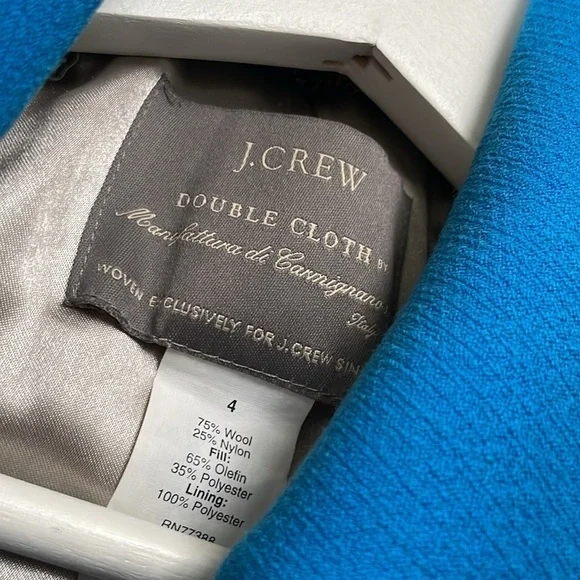 J.CREW
DOUBLE CLOTH BY
Manifattura di Carmignano
Italy
WOVEN EXCLUSIVELY FOR J.CREW
4
75% Wool
25% Nylon
Fill:
65% Olefin
35% Polyester
Lining:
100% Polyester
RN77388